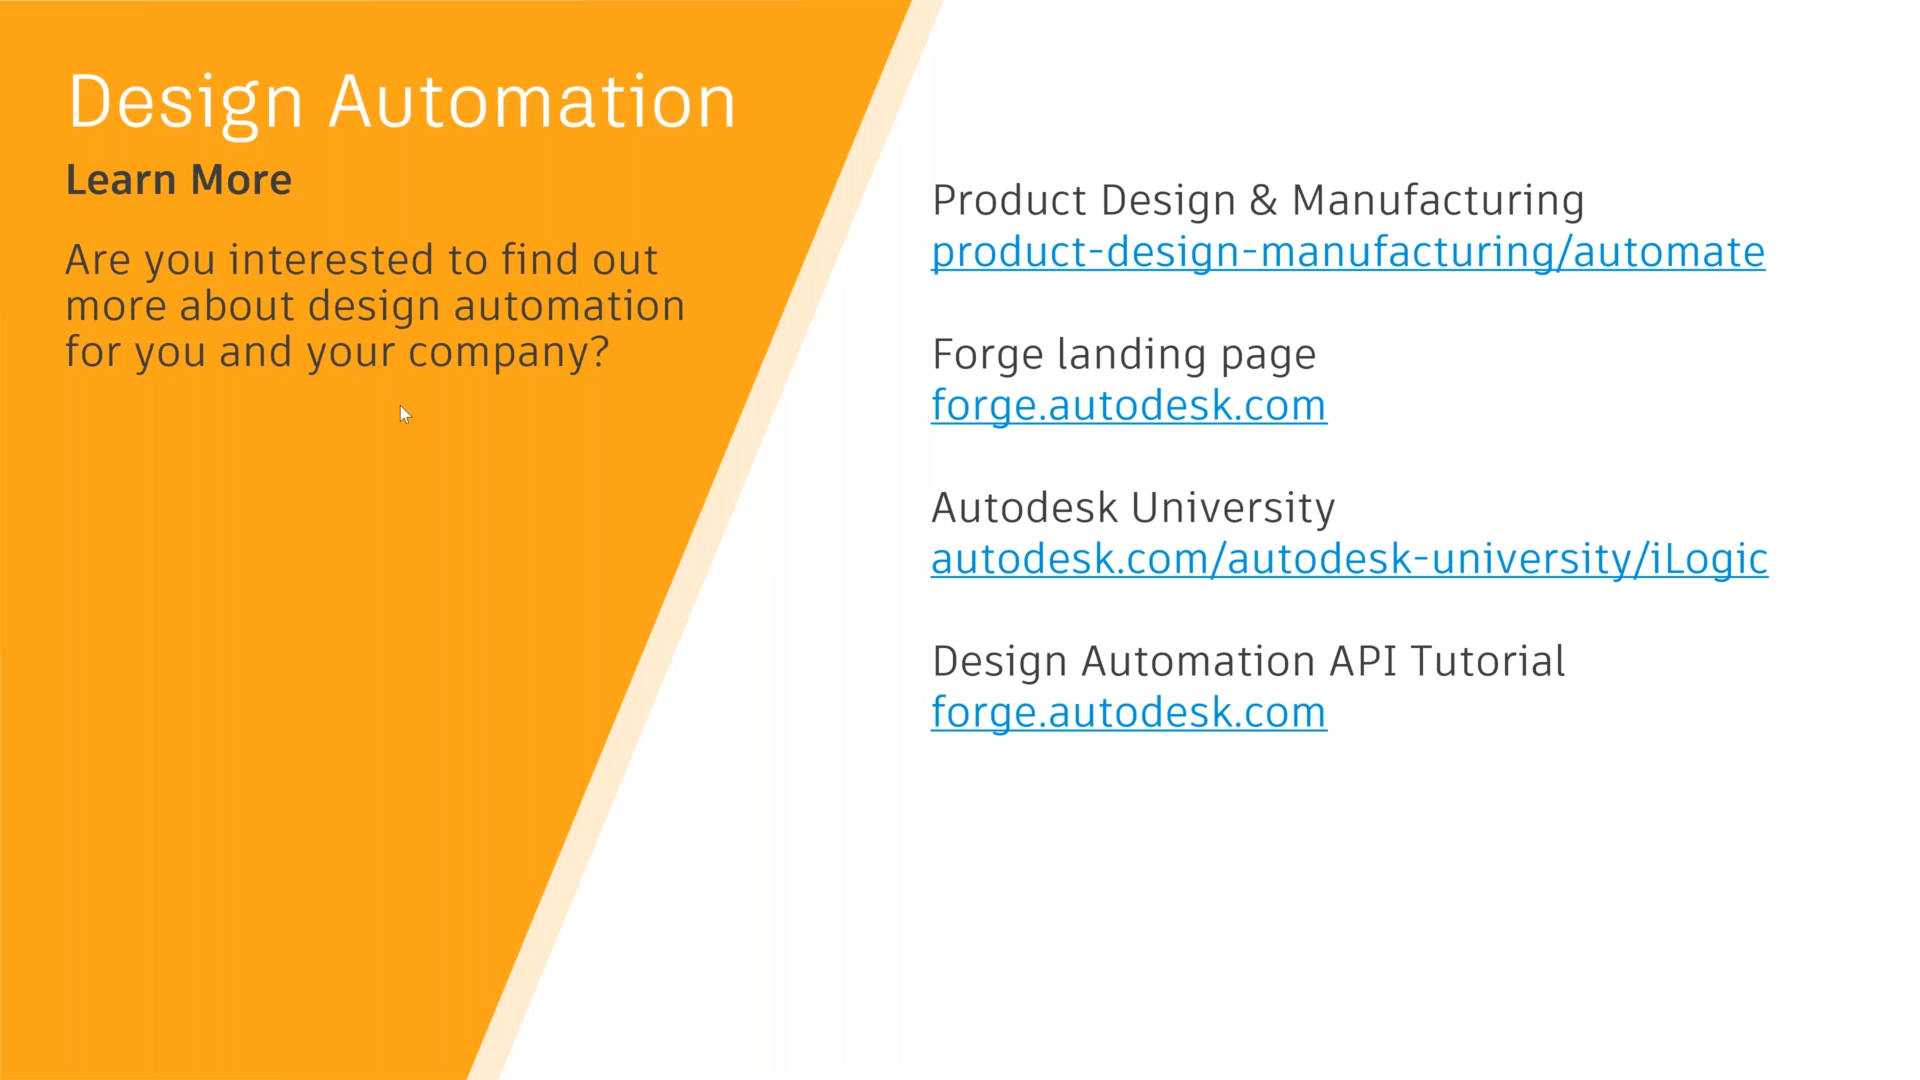 Design Automation
Learn More
Are you interested to find out
more about design automation
for you and your company?
Product Design & Manufacturing
product-design-manufacturing/automate
Forge landing page
forge.autodesk.com
Autodesk University
autodesk.com/autodesk-university/iLogic
Design Automation API Tutorial
forge.autodesk.com